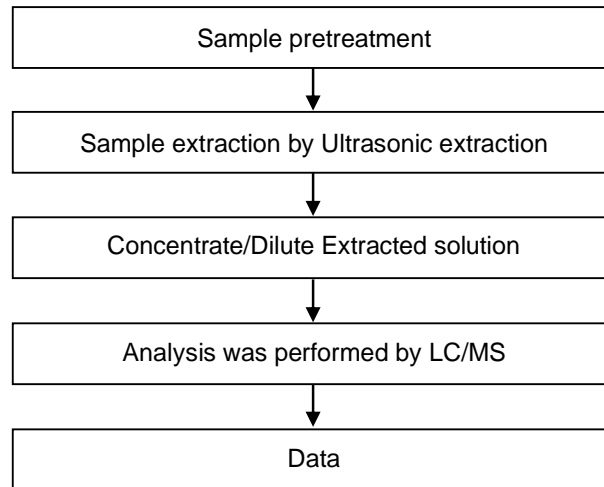 Sample pretreatment
Sample extraction by Ultrasonic extraction
Concentrate/Dilute Extracted solution
Analysis was performed by LC/MS
Data